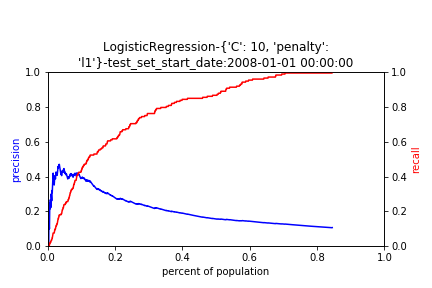 LogisticRegression-{'C': 10, 'penalty':
'l1'}-test_set_start_date:2008-01-01 00:00:00
1.0
0.8
0.6
0.4
0.2
0.0
precision
1.0
0.8
0.6
0.4
0.2
0.0
recall
0.0 0.2 0.4 0.6 0.8 1.0
percent of population